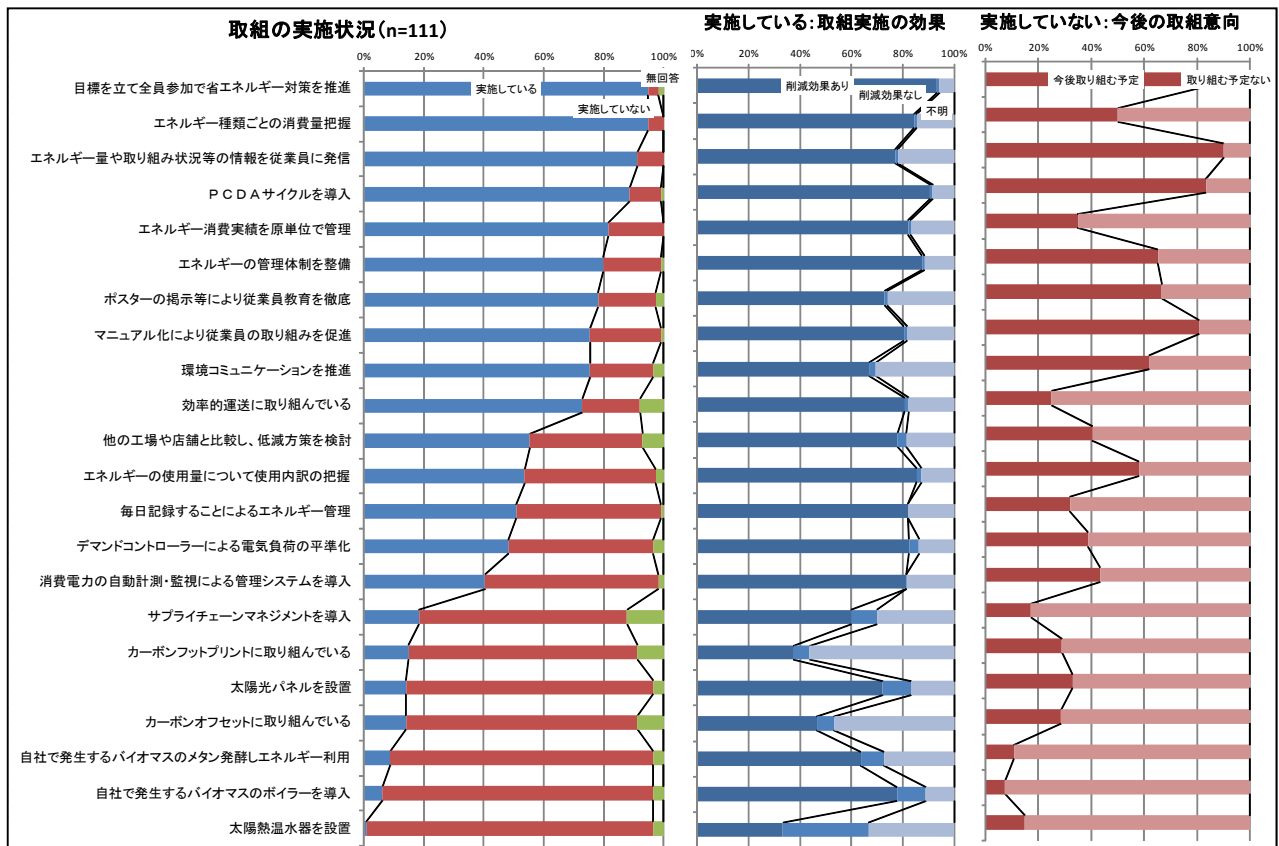 取組の実施状況(n=111)
実施している:取組実施の効果
実施していない:今後の取組意向
0% 20% 40% 60% 80% 100%
0% 20% 40% 60% 80% 100%
0% 20% 40% 60% 80% 100%
実施している
実施していない
無回答
削減効果あり
削減効果なし
不明
今後取り組む予定
取り組む予定ない
目標を立て全員参加で省エネルギー対策を推進
エネルギー種類ごとの消費量把握
エネルギー量や取り組み状況等の情報を従業員に発信
PCDAサイクルを導入
エネルギー消費実績を原単位で管理
エネルギーの管理体制を整備
ポスターの掲示等により従業員教育を徹底
マニュアル化により従業員の取り組みを促進
環境コミュニケーションを推進
効率的運送に取り組んでいる
他の工場や店舗と比較し、低減方策を検討
エネルギーの使用量について使用内訳の把握
毎日記録することによるエネルギー管理
デマンドコントローラーによる電気負荷の平準化
消費電力の自動計測・監視による管理システムを導入
サプライチェーンマネジメントを導入
カーボンフットプリントに取り組んでいる
太陽光パネルを設置
カーボンオフセットに取り組んでいる
自社で発生するバイオマスのメタン発酵しエネルギー利用
自社で発生するバイオマスのボイラーを導入
太陽熱温水器を設置